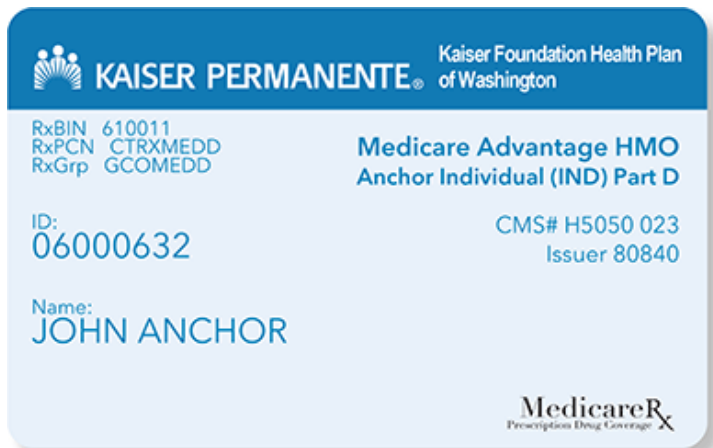 KAISER PERMANENTE®
Kaiser Foundation Health Plan
of Washington
RxBIN 610011
RxPCN CTRXMEDD
RxGrp GCOMEDD
Medicare Advantage HMO
Anchor Individual (IND) Part D
ID:
06000632
CMS# H5050 023
Issuer 80840
Name:
JOHN ANCHOR
MedicareRx
Prescription Drug Coverage